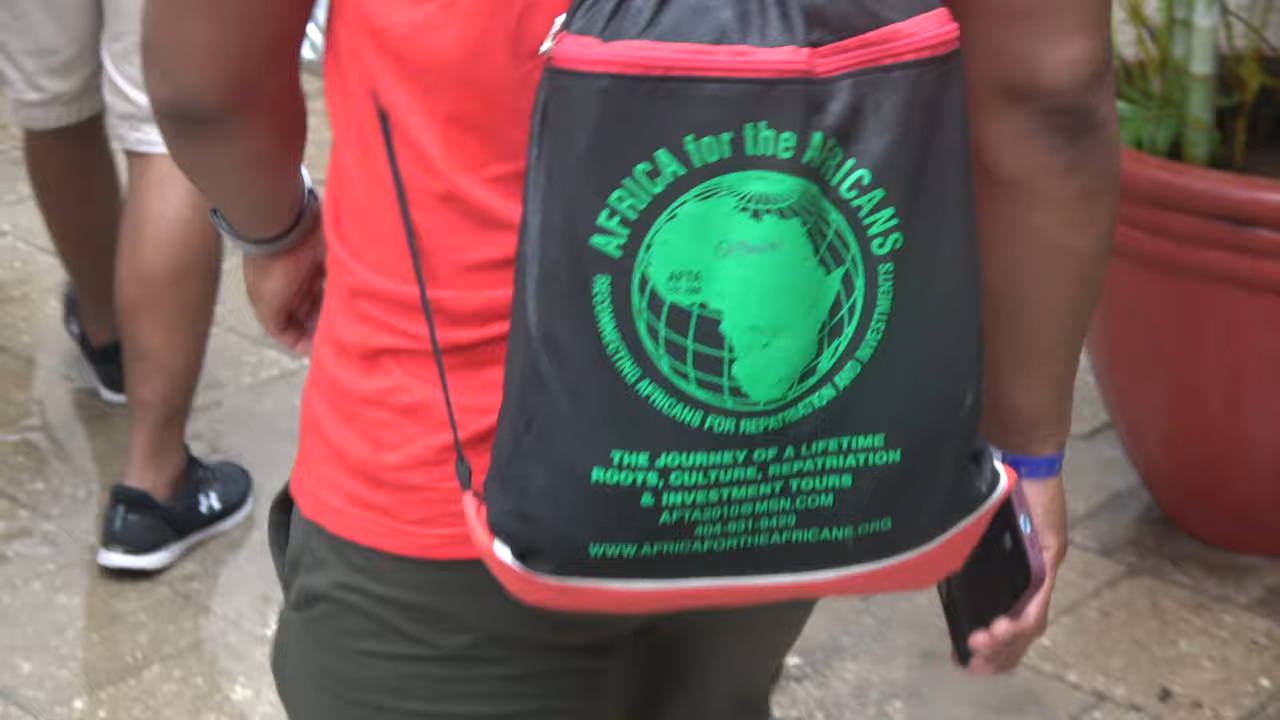 AFRICA for the AFRICANS
AFTA
RECONNECTING AFRICANS FOR REPATRIATION AND INVESTMENTS
THE JOURNEY OF A LIFETIME
ROOTS, CULTURE, REPATRIATION
& INVESTMENT TOURS
AFTA2010@MSN.COM
WWW.AFRICAFORTHEAFRICANS.ORG